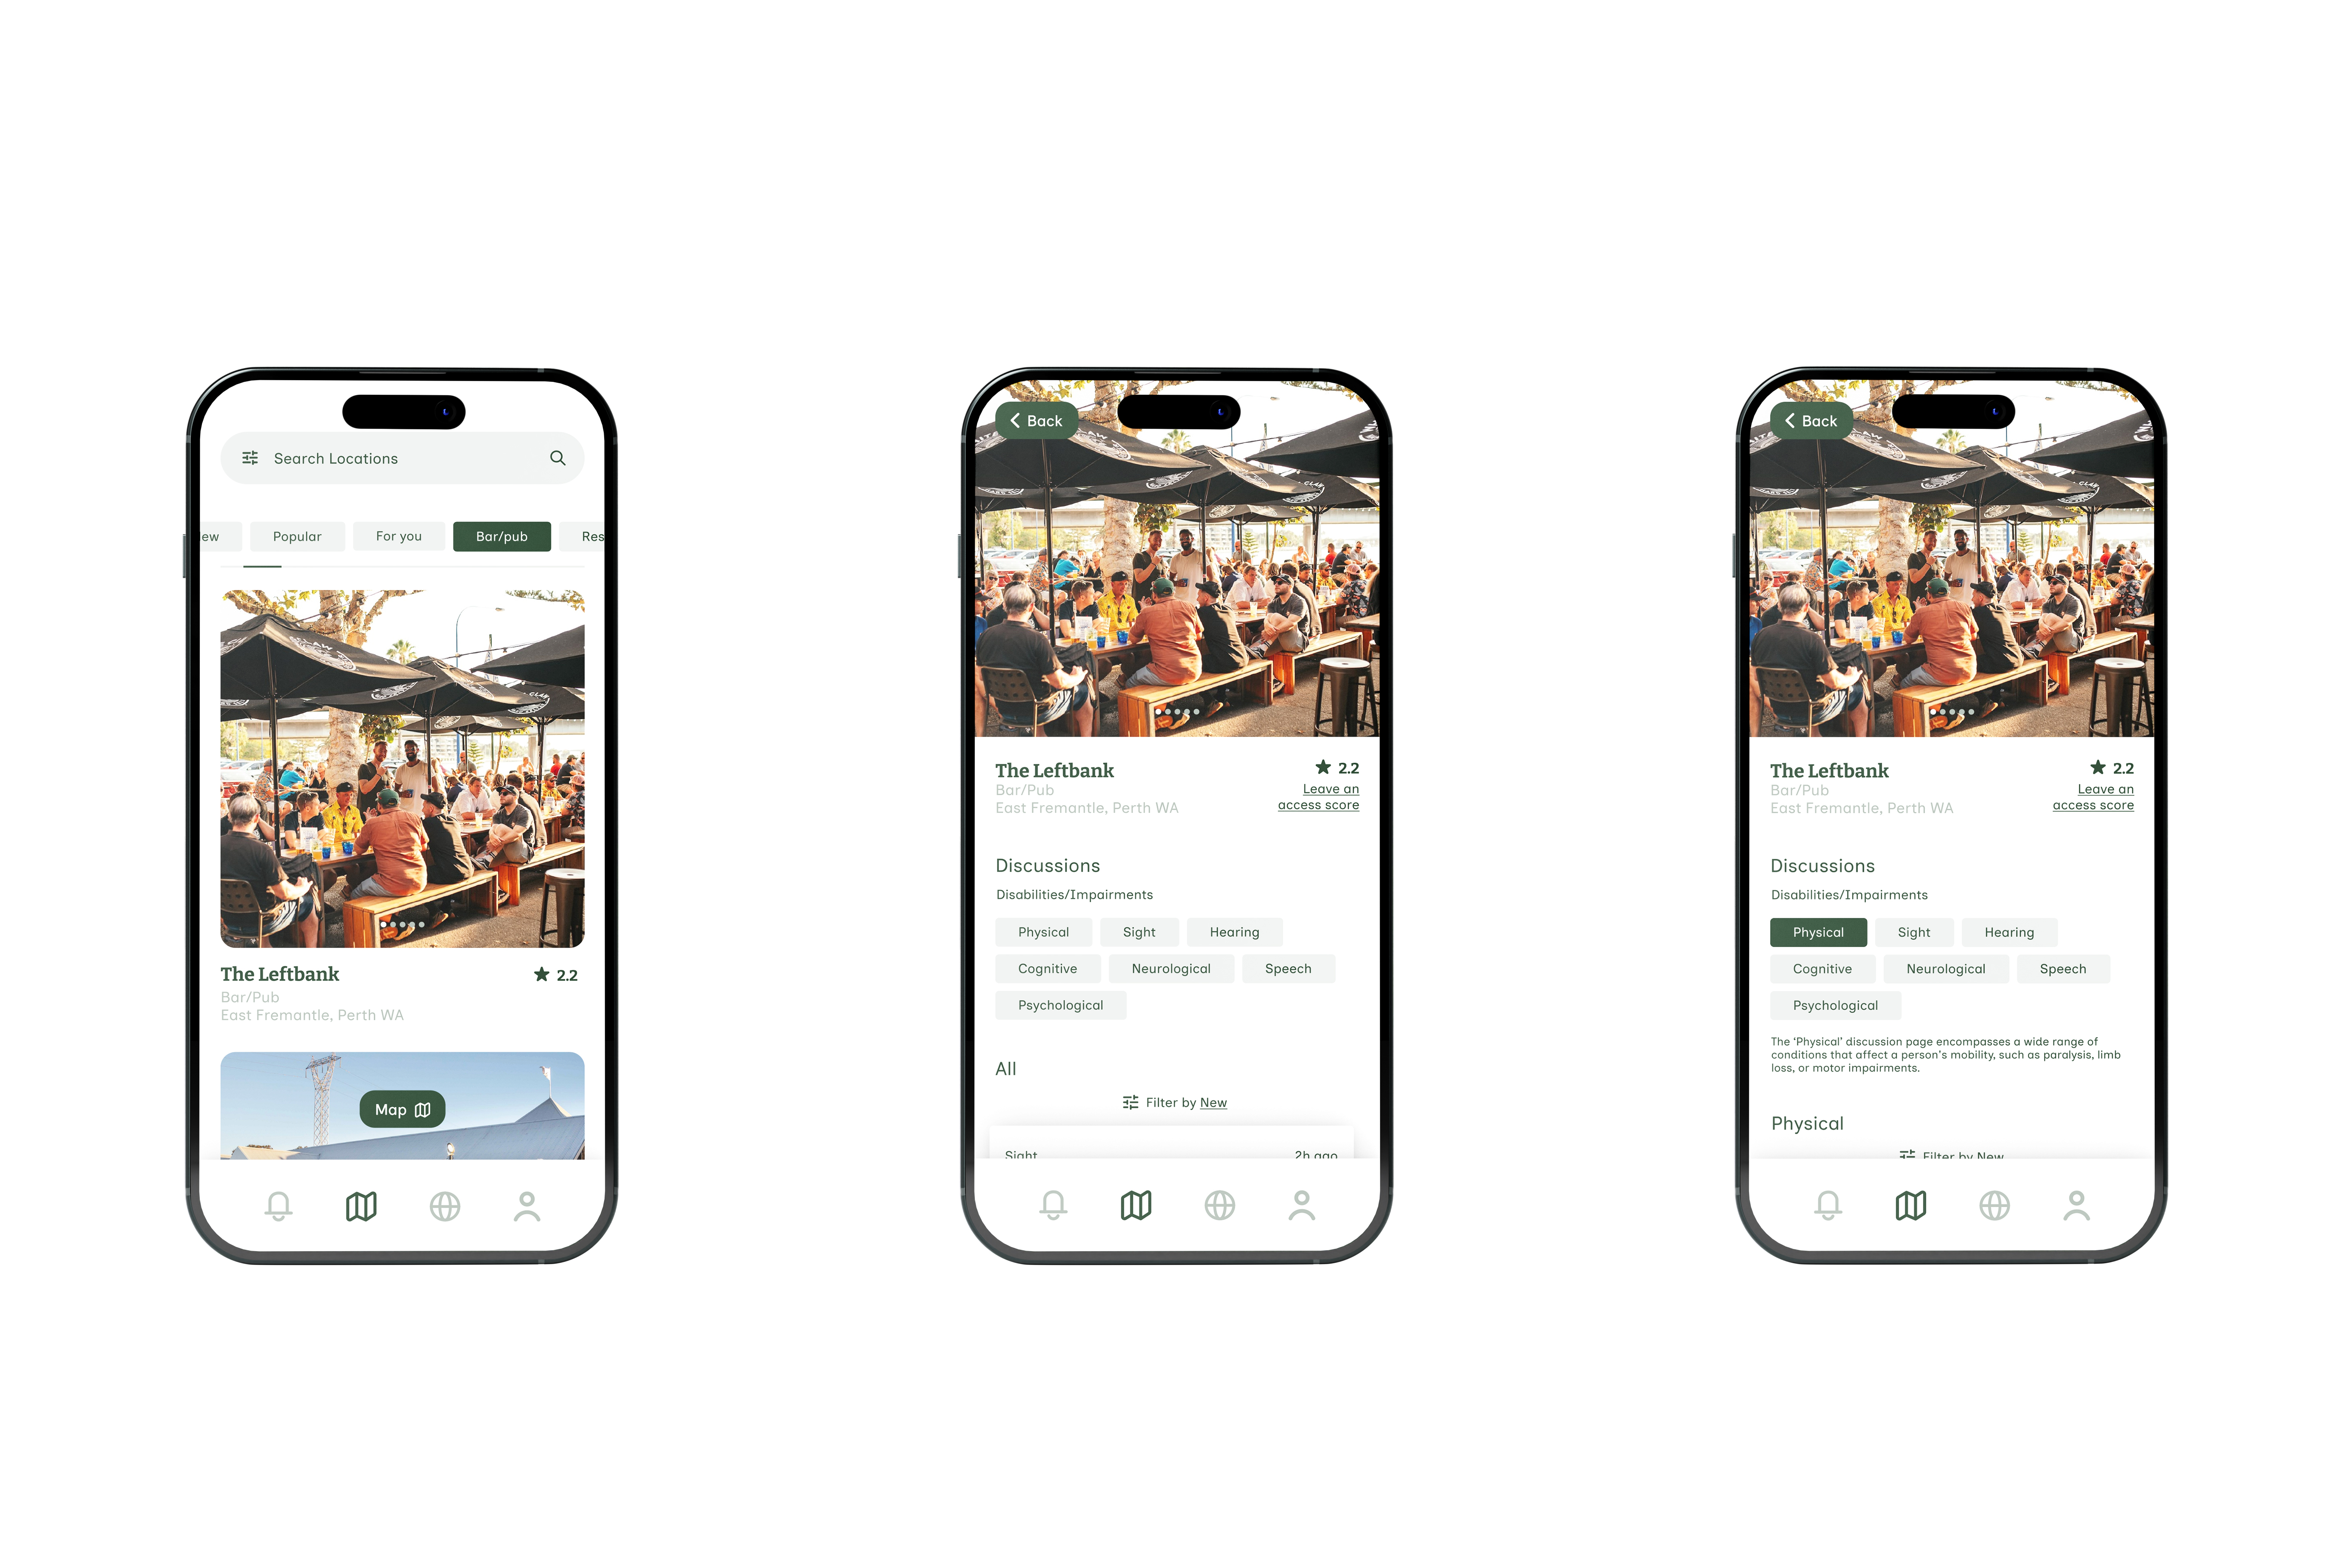 Search Locations
ew
Popular
For you
Bar/pub
Res
The Leftbank
2.2
Bar/Pub
East Fremantle, Perth WA
Map
Back
The Leftbank
2.2
Bar/Pub
Leave an
East Fremantle, Perth WA
access score
Discussions
Disabilities/Impairments
Physical
Sight
Hearing
Cognitive
Neurological
Speech
Psychological
All
Filter by New
Sight
2h ago
Back
The Leftbank
2.2
Bar/Pub
Leave an
East Fremantle, Perth WA
access score
Discussions
Disabilities/Impairments
Physical
Sight
Hearing
Cognitive
Neurological
Speech
Psychological
The ‘Physical’ discussion page encompasses a wide range of
conditions that affect a person’s mobility, such as paralysis, limb
loss, or motor impairments.
Physical
Filter by New